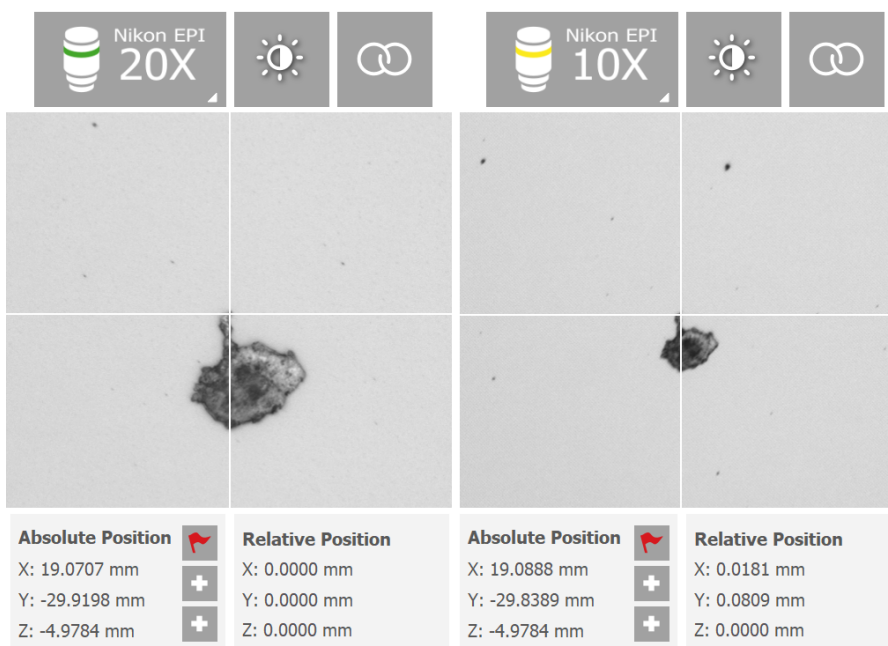 Nikon EPI
20X
Nikon EPI
10X
Absolute Position
X: 19.0707 mm
Y: -29.9198 mm
Z: -4.9784 mm
Relative Position
X: 0.0000 mm
Y: 0.0000 mm
Z: 0.0000 mm
Absolute Position
X: 19.0888 mm
Y: -29.8389 mm
Z: -4.9784 mm
Relative Position
X: 0.0181 mm
Y: 0.0809 mm
Z: 0.0000 mm